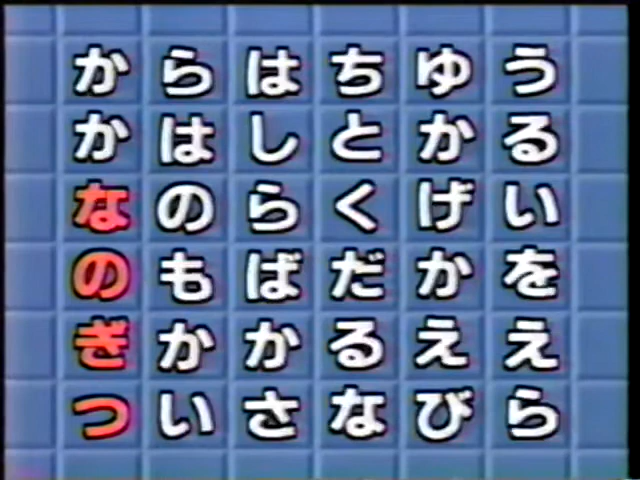 からはちゆう
かはしとかる
なのらくげい
のもばだかを
ぎかかるええ
ついさなびら